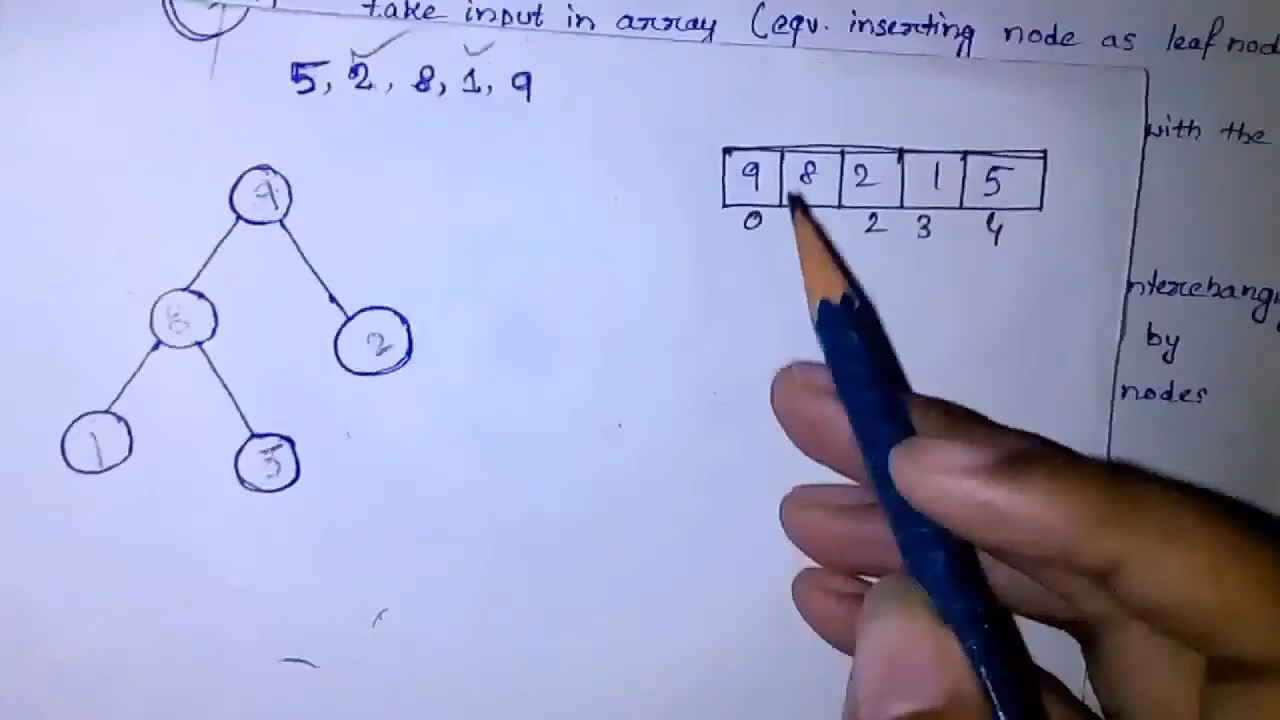 take input in array (eqv. inserting node as leaf nod
5, 2, 8, 1, 9
with the
9 8 2 1 5
0 2 3 4
9
8
2
nterchang
by
nodes
1 5